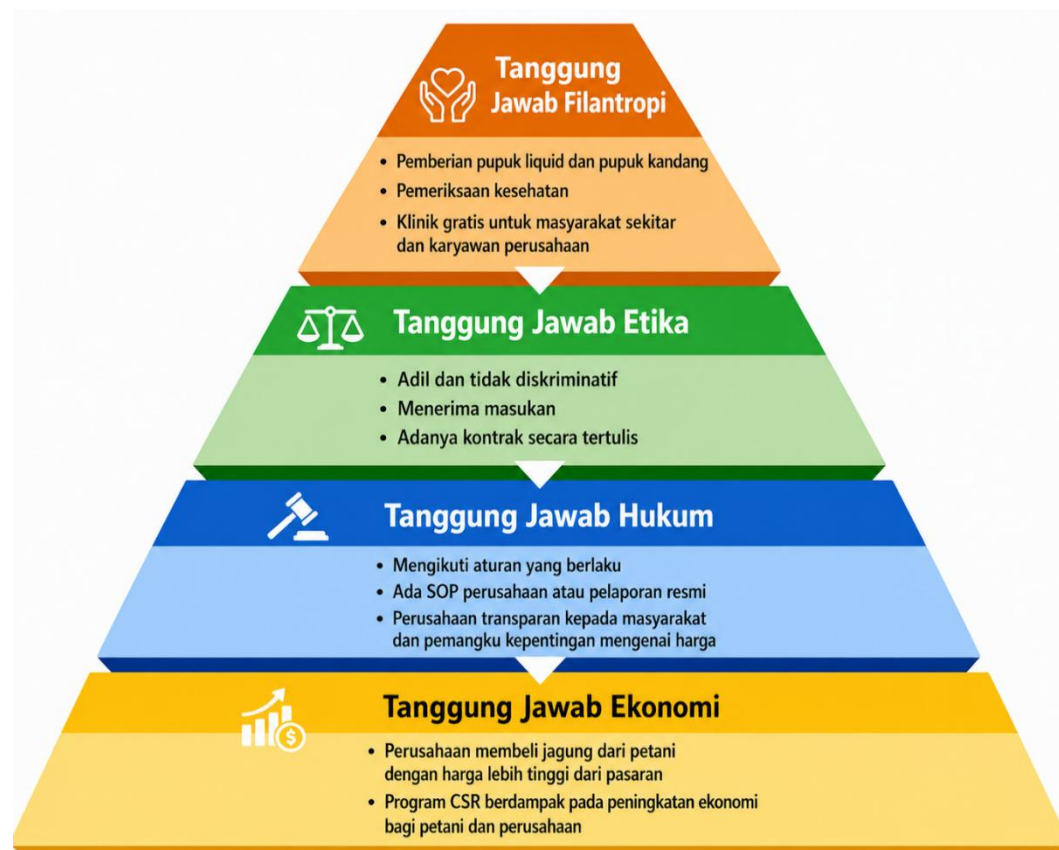 Tanggung
Jawab Filantropi
• Pemberian pupuk liquid dan pupuk kandang
• Pemeriksaan kesehatan
• Klinik gratis untuk masyarakat sekitar
dan karyawan perusahaan
Tanggung Jawab Etika
• Adil dan tidak diskriminatif
• Menerima masukan
• Adanya kontrak secara tertulis
Tanggung Jawab Hukum
• Mengikuti aturan yang berlaku
• Ada SOP perusahaan atau pelaporan resmi
• Perusahaan transparan kepada masyarakat
dan pemangku kepentingan mengenai harga
$
Tanggung Jawab Ekonomi
• Perusahaan membeli jagung dari petani
dengan harga lebih tinggi dari pasaran
• Program CSR berdampak pada peningkatan ekonomi
bagi petani dan perusahaan